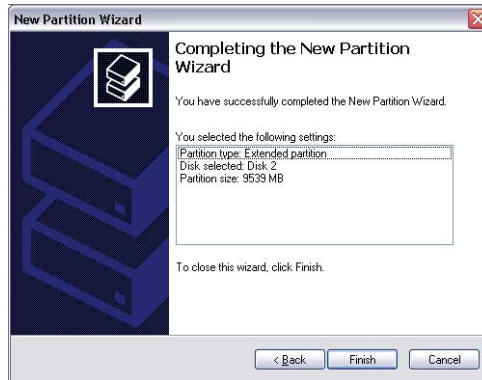 New Partition Wizard
Completing the New Partition
Wizard
You have successfully completed the New Partition Wizard.
You selected the following settings:
Partition type: Extended partition
Disk selected: Disk 2
Partition size: 9539 MB
To close this wizard, click Finish.
< Back Finish Cancel